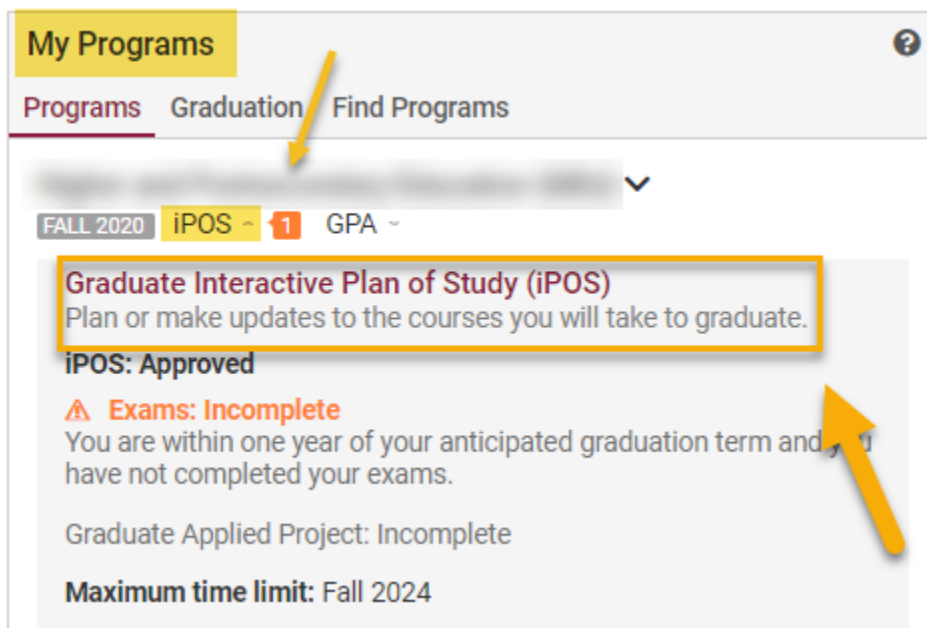 My Programs
Programs Graduation Find Programs
FALL 2020 iPOS 1 GPA
Graduate Interactive Plan of Study (iPOS)
Plan or make updates to the courses you will take to graduate.
iPOS: Approved
Exams: Incomplete
You are within one year of your anticipated graduation term and you
have not completed your exams.
Graduate Applied Project: Incomplete
Maximum time limit: Fall 2024